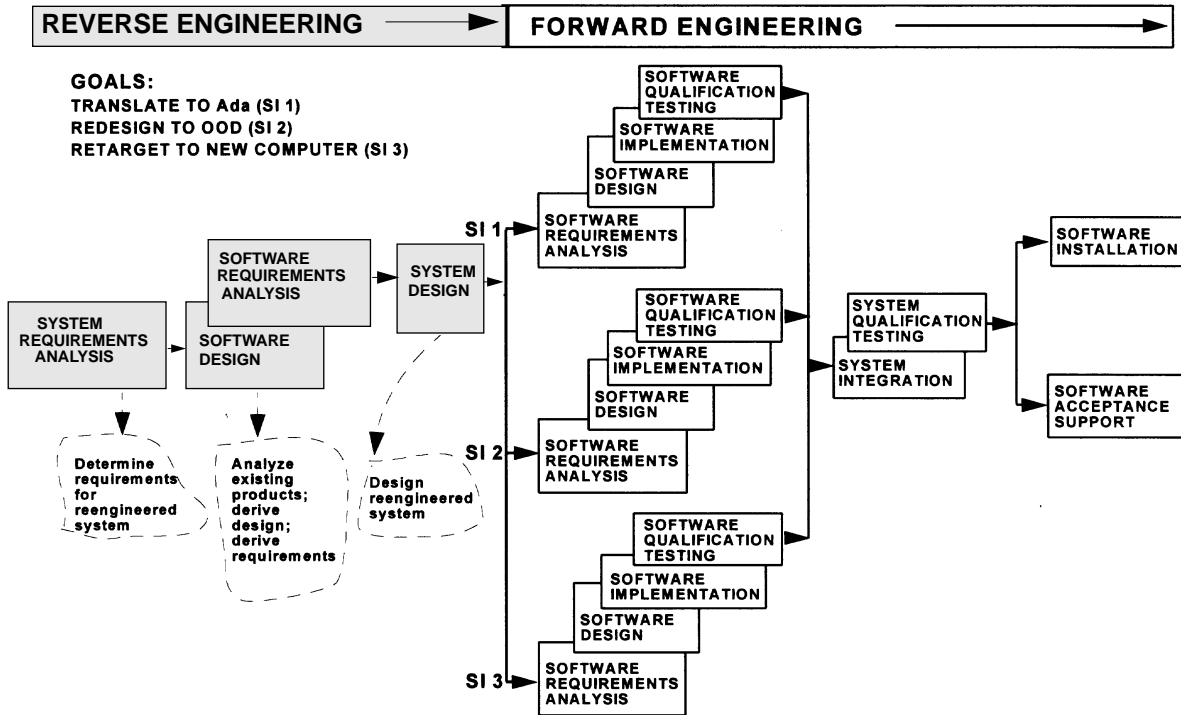 REVERSE ENGINEERING
FORWARD ENGINEERING
GOALS:
TRANSLATE TO Ada (SI 1)
REDESIGN TO OOD (SI 2)
RETARGET TO NEW COMPUTER (SI 3)
SYSTEM
REQUIREMENTS
ANALYSIS
SOFTWARE
REQUIREMENTS
ANALYSIS
SOFTWARE
DESIGN
SYSTEM
DESIGN
Determine
requirements
for
reengineered
system
Analyze
existing
products;
derive
design;
derive
requirements
Design
reengineered
system
SI 1
SOFTWARE
QUALIFICATION
TESTING
SOFTWARE
IMPLEMENTATION
SOFTWARE
DESIGN
SOFTWARE
REQUIREMENTS
ANALYSIS
SI 2
SOFTWARE
QUALIFICATION
TESTING
SOFTWARE
IMPLEMENTATION
SOFTWARE
DESIGN
SOFTWARE
REQUIREMENTS
ANALYSIS
SI 3
SOFTWARE
QUALIFICATION
TESTING
SOFTWARE
IMPLEMENTATION
SOFTWARE
DESIGN
SOFTWARE
REQUIREMENTS
ANALYSIS
SYSTEM
QUALIFICATION
TESTING
SYSTEM
INTEGRATION
SOFTWARE
INSTALLATION
SOFTWARE
ACCEPTANCE
SUPPORT